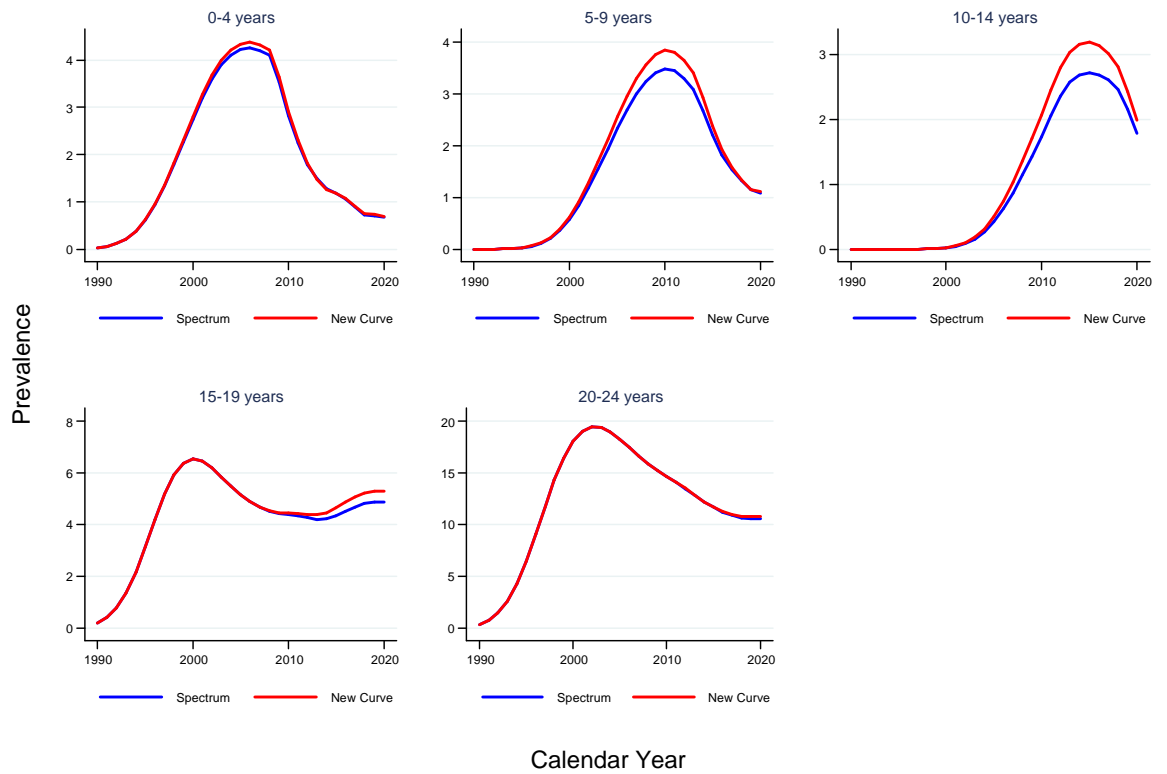 0-4 years
4
3
2
1
0
1990 2000 2010 2020
Spectrum New Curve
5-9 years
4
3
2
1
0
1990 2000 2010 2020
Spectrum New Curve
10-14 years
3
2
1
0
1990 2000 2010 2020
Spectrum New Curve
Prevalence
15-19 years
8
6
4
2
0
1990 2000 2010 2020
Spectrum New Curve
20-24 years
20
15
10
5
0
1990 2000 2010 2020
Spectrum New Curve
Calendar Year